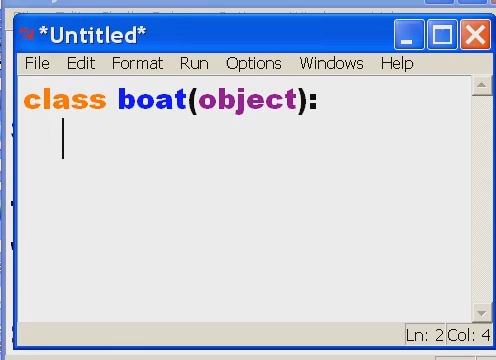 *Untitled*
File Edit Format Run Options Windows Help
class boat(object):
Ln: 2 Col: 4